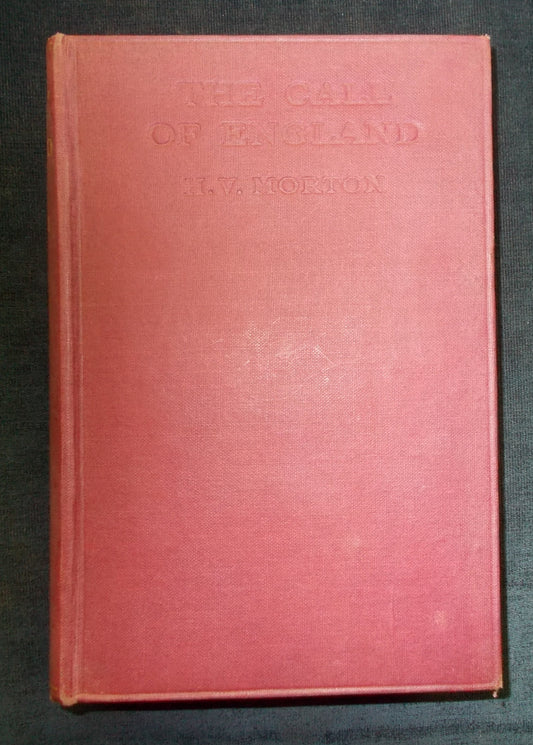 THE CALL
OF ENGLAND
H.V. MORTON